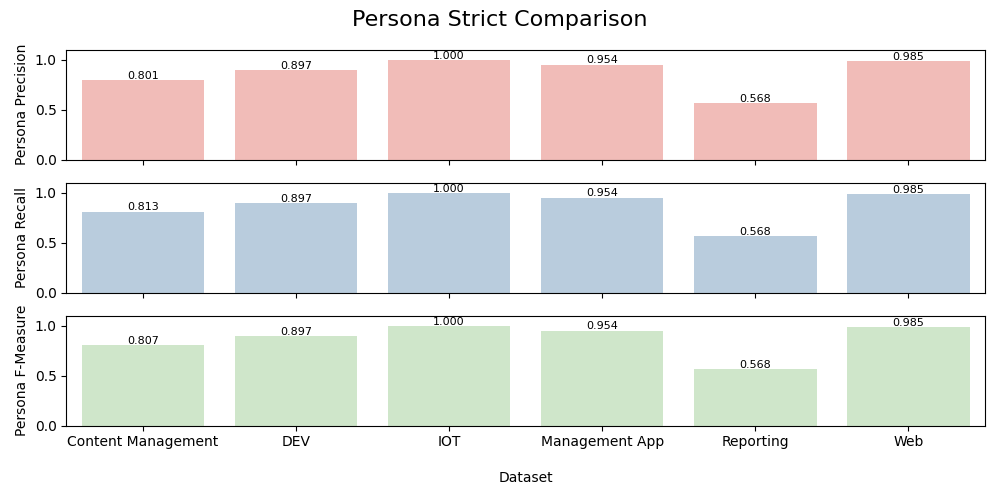 Persona Strict Comparison
Persona Precision
1.0
0.5
0.0
0.801
0.897
1.000
0.954
0.568
0.985
Persona Recall
1.0
0.5
0.0
0.813
0.897
1.000
0.954
0.568
0.985
Persona F-Measure
1.0
0.5
0.0
0.807
0.897
1.000
0.954
0.568
0.985
Content Management
DEV
IOT
Management App
Reporting
Web
Dataset